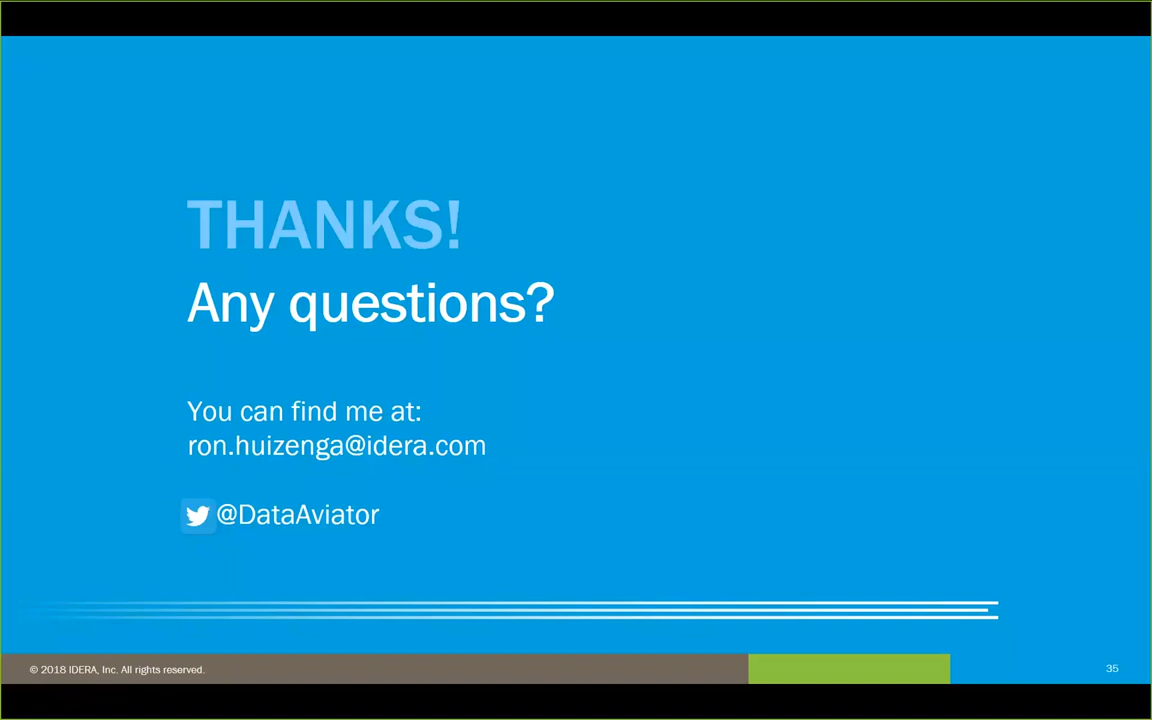 THANKS!
Any questions?
You can find me at:
ron.huizenga@idera.com
@DataAviator
© 2018 IDERA, Inc. All rights reserved.
35